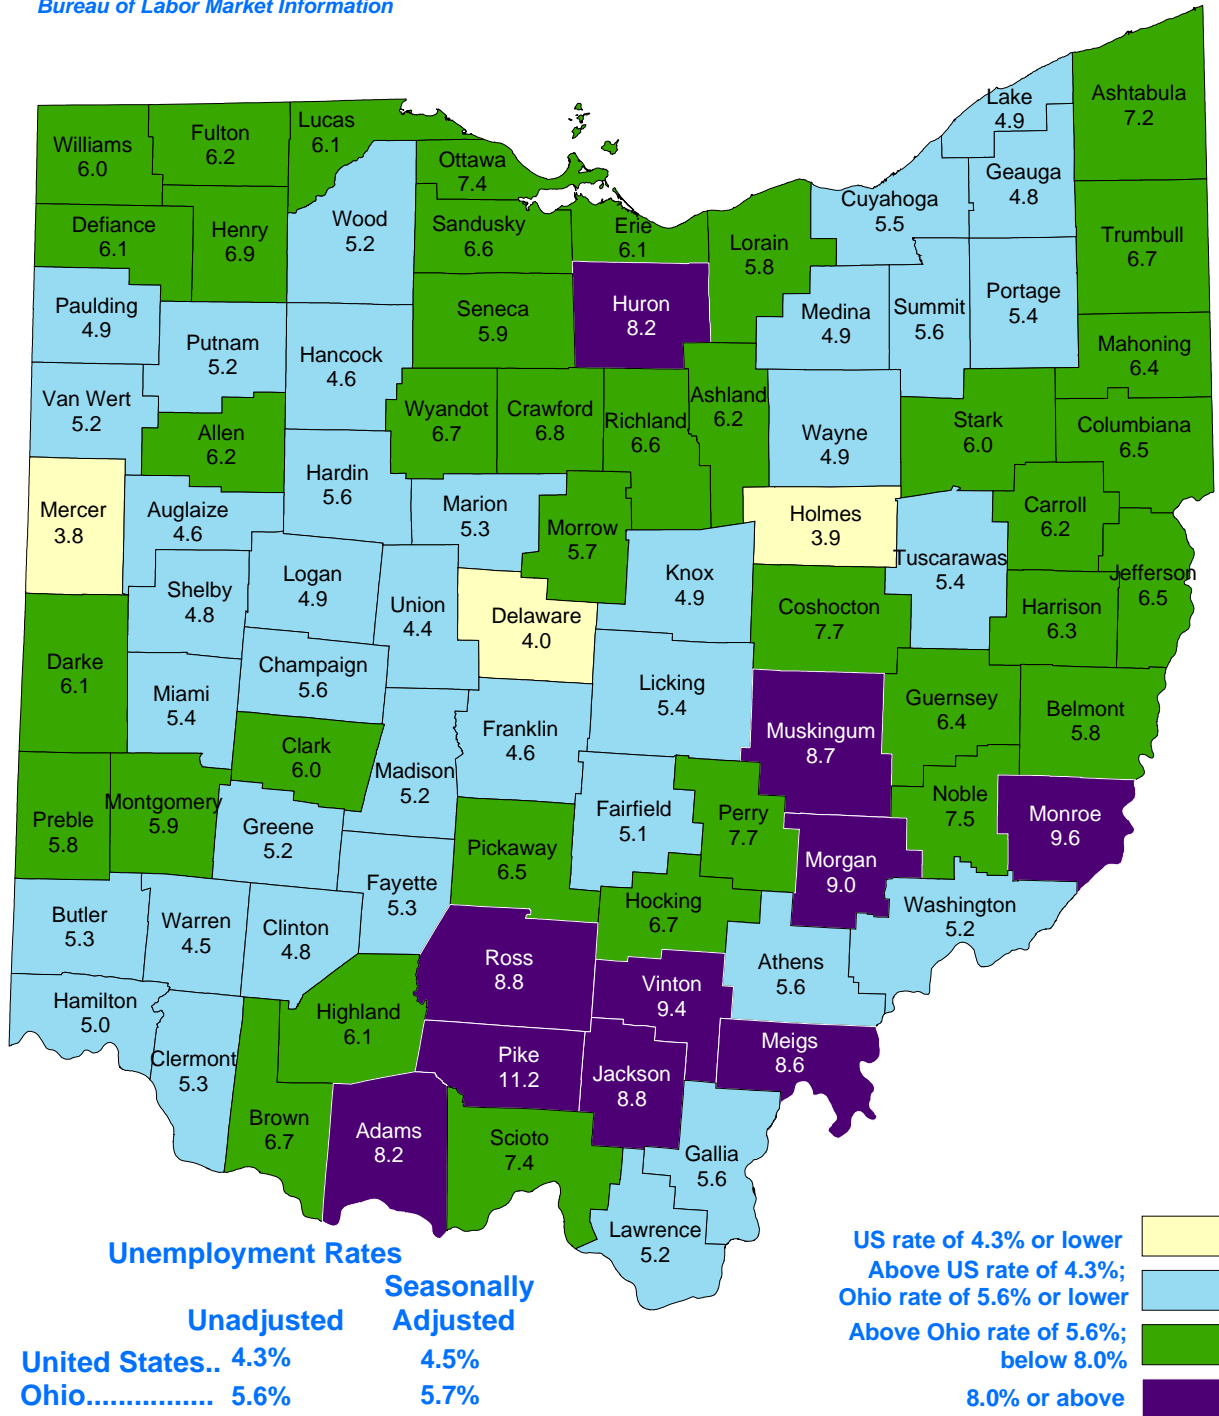 Bureau of Labor Market Information
Lake
4.9
Ashtabula
7.2
Williams
6.0
Fulton
6.2
Lucas
6.1
Ottawa
7.4
Geauga
4.8
Cuyahoga
5.5
Defiance
6.1
Henry
6.9
Wood
5.2
Sandusky
6.6
Erie
6.1
Lorain
5.8
Trumbull
6.7
Paulding
4.9
Putnam
5.2
Hancock
4.6
Seneca
5.9
Huron
8.2
Medina
4.9
Summit
5.6
Portage
5.4
Mahoning
6.4
Van Wert
5.2
Allen
6.2
Wyandot
6.7
Crawford
6.8
Richland
6.6
Ashland
6.2
Wayne
4.9
Stark
6.0
Columbiana
6.5
Mercer
3.8
Auglaize
4.6
Hardin
5.6
Marion
5.3
Morrow
5.7
Holmes
3.9
Carroll
6.2
Tuscarawas
5.4
Jefferson
6.5
Shelby
4.8
Logan
4.9
Union
4.4
Delaware
4.0
Knox
4.9
Coshocton
7.7
Harrison
6.3
Darke
6.1
Miami
5.4
Champaign
5.6
Licking
5.4
Guernsey
6.4
Belmont
5.8
Clark
6.0
Madison
5.2
Franklin
4.6
Muskingum
8.7
Preble
5.8
Montgomery
5.9
Greene
5.2
Fairfield
5.1
Perry
7.7
Noble
7.5
Monroe
9.6
Pickaway
6.5
Morgan
9.0
Fayette
5.3
Hocking
6.7
Washington
5.2
Butler
5.3
Warren
4.5
Clinton
4.8
Ross
8.8
Vinton
9.4
Athens
5.6
Hamilton
5.0
Highland
6.1
Clermont
5.3
Pike
11.2
Jackson
8.8
Meigs
8.6
Brown
6.7
Adams
8.2
Scioto
7.4
Gallia
5.6
Lawrence
5.2
Unemployment Rates
Seasonally
Unadjusted Adjusted
United States.. 4.3% 4.5%
Ohio............... 5.6% 5.7%
US rate of 4.3% or lower
Above US rate of 4.3%;
Ohio rate of 5.6% or lower
Above Ohio rate of 5.6%;
below 8.0%
8.0% or above